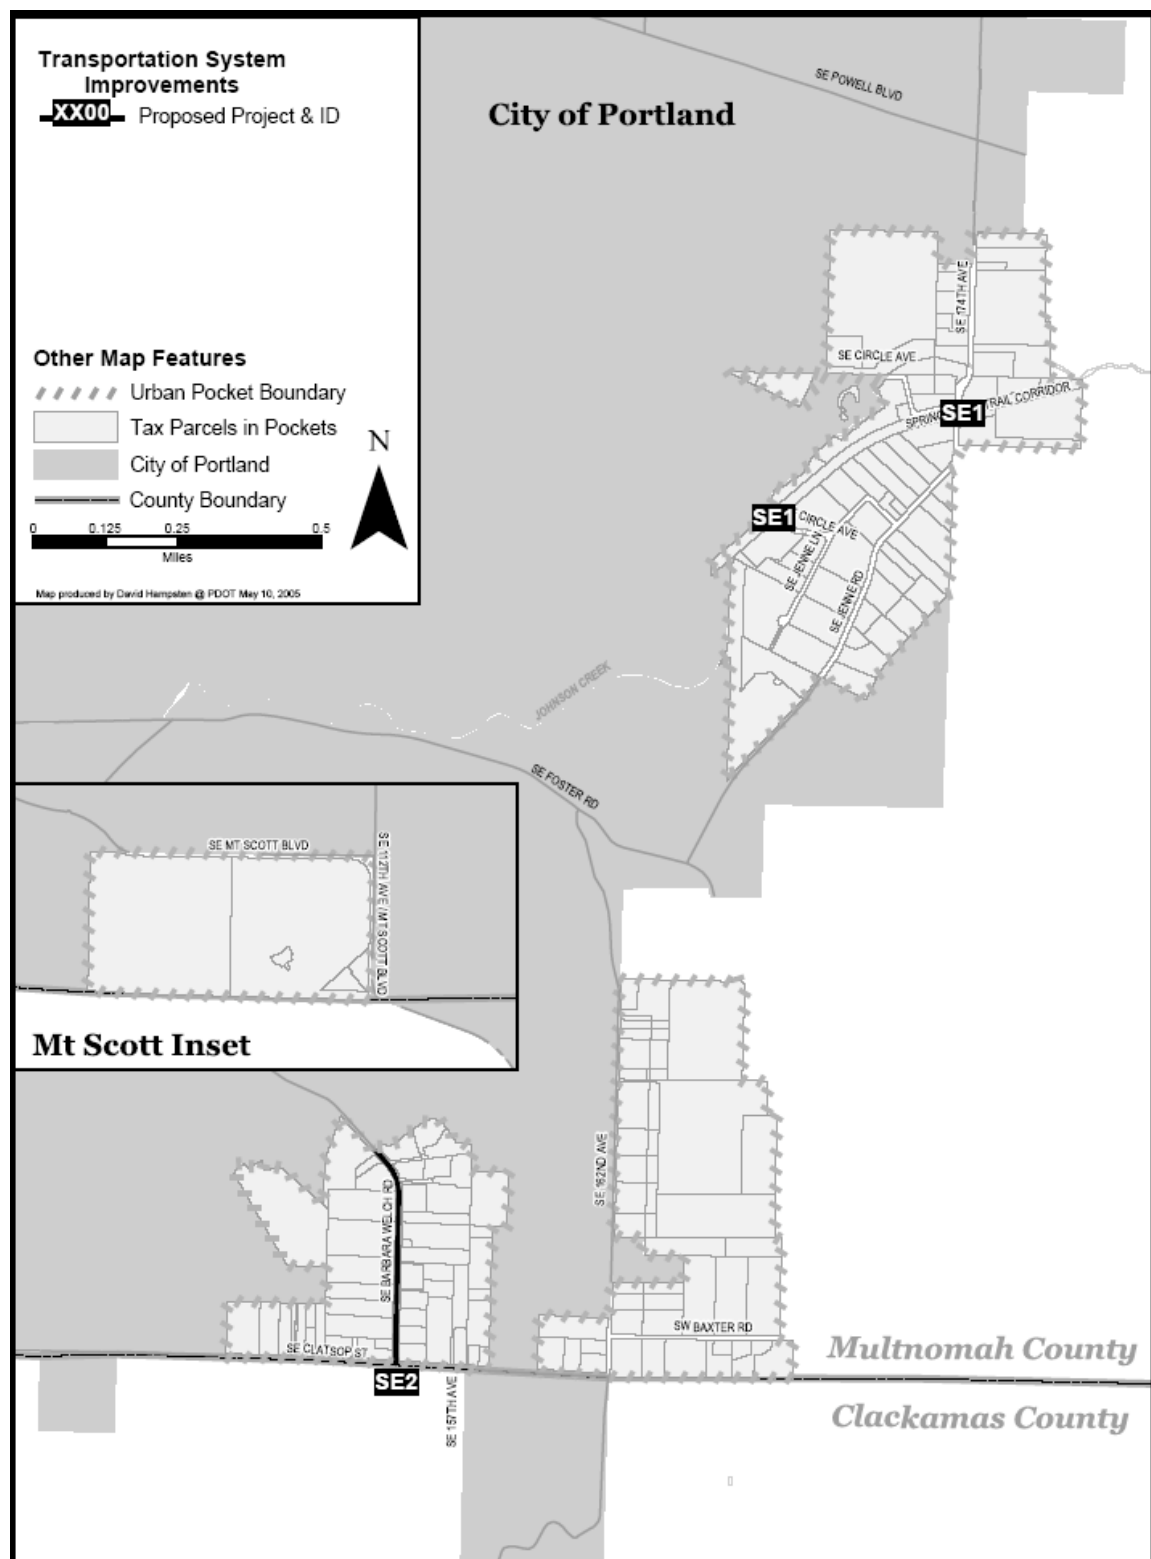 Transportation System
Improvements
XX00 Proposed Project & ID
Other Map Features
Urban Pocket Boundary
Tax Parcels in Pockets
City of Portland
County Boundary
N
0 0.125 0.25 0.5
Miles
Map produced by David Hampsten @ PDOT May 10, 2005
SE POWELL BLVD
City of Portland
SE 174TH AVE
SE CIRCLE AVE
SE1
TRAIL CORRIDOR
SE1
CIRCLE AVE
SE JENNE LN
SE JENNE RD
JOHNSON CREEK
SE FOSTER RD
SE MT SCOTT BLVD
SE 112TH AVE / MT SCOTT BLVD
Mt Scott Inset
SE 162ND AVE
SE BARBARA WELCH RD
SW BAXTER RD
SE CLATSOP ST
SE2
SE 157TH AVE
Multnomah County
Clackamas County